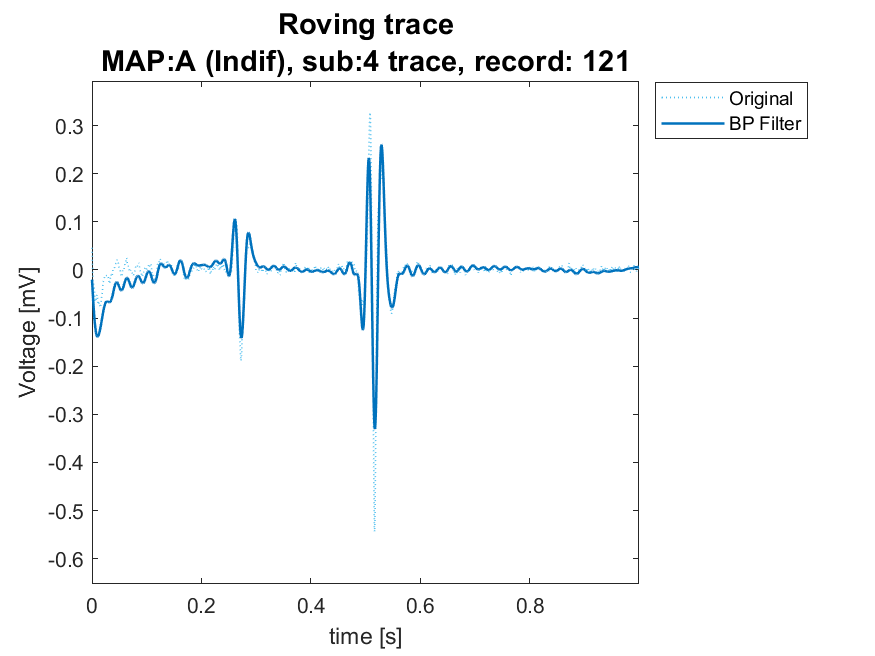 Roving trace
MAP:A (Indif), sub:4 trace, record: 121
Original
BP Filter
0.3
0.2
0.1
0
-0.1
-0.2
-0.3
-0.4
-0.5
-0.6
Voltage [mV]
0 0.2 0.4 0.6 0.8
time [s]